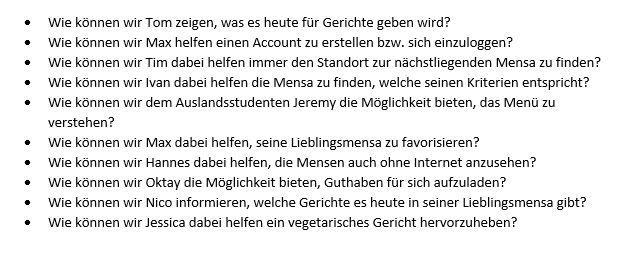 • Wie können wir Tom zeigen, was es heute für Gerichte geben wird?
• Wie können wir Max helfen einen Account zu erstellen bzw. sich einzuloggen?
• Wie können wir Tim dabei helfen immer den Standort zur nächstliegenden Mensa zu finden?
• Wie können wir Ivan dabei helfen die Mensa zu finden, welche seinen Kriterien entspricht?
• Wie können wir dem Auslandsstudenten Jeremy die Möglichkeit bieten, das Menü zu
verstehen?
• Wie können wir Max dabei helfen, seine Lieblingsmensa zu favorisieren?
• Wie können wir Hannes dabei helfen, die Mensen auch ohne Internet anzusehen?
• Wie können wir Oktay die Möglichkeit bieten, Guthaben für sich aufzuladen?
• Wie können wir Nico informieren, welche Gerichte es heute in seiner Lieblingsmensa gibt?
• Wie können wir Jessica dabei helfen ein vegetarisches Gericht hervorzuheben?